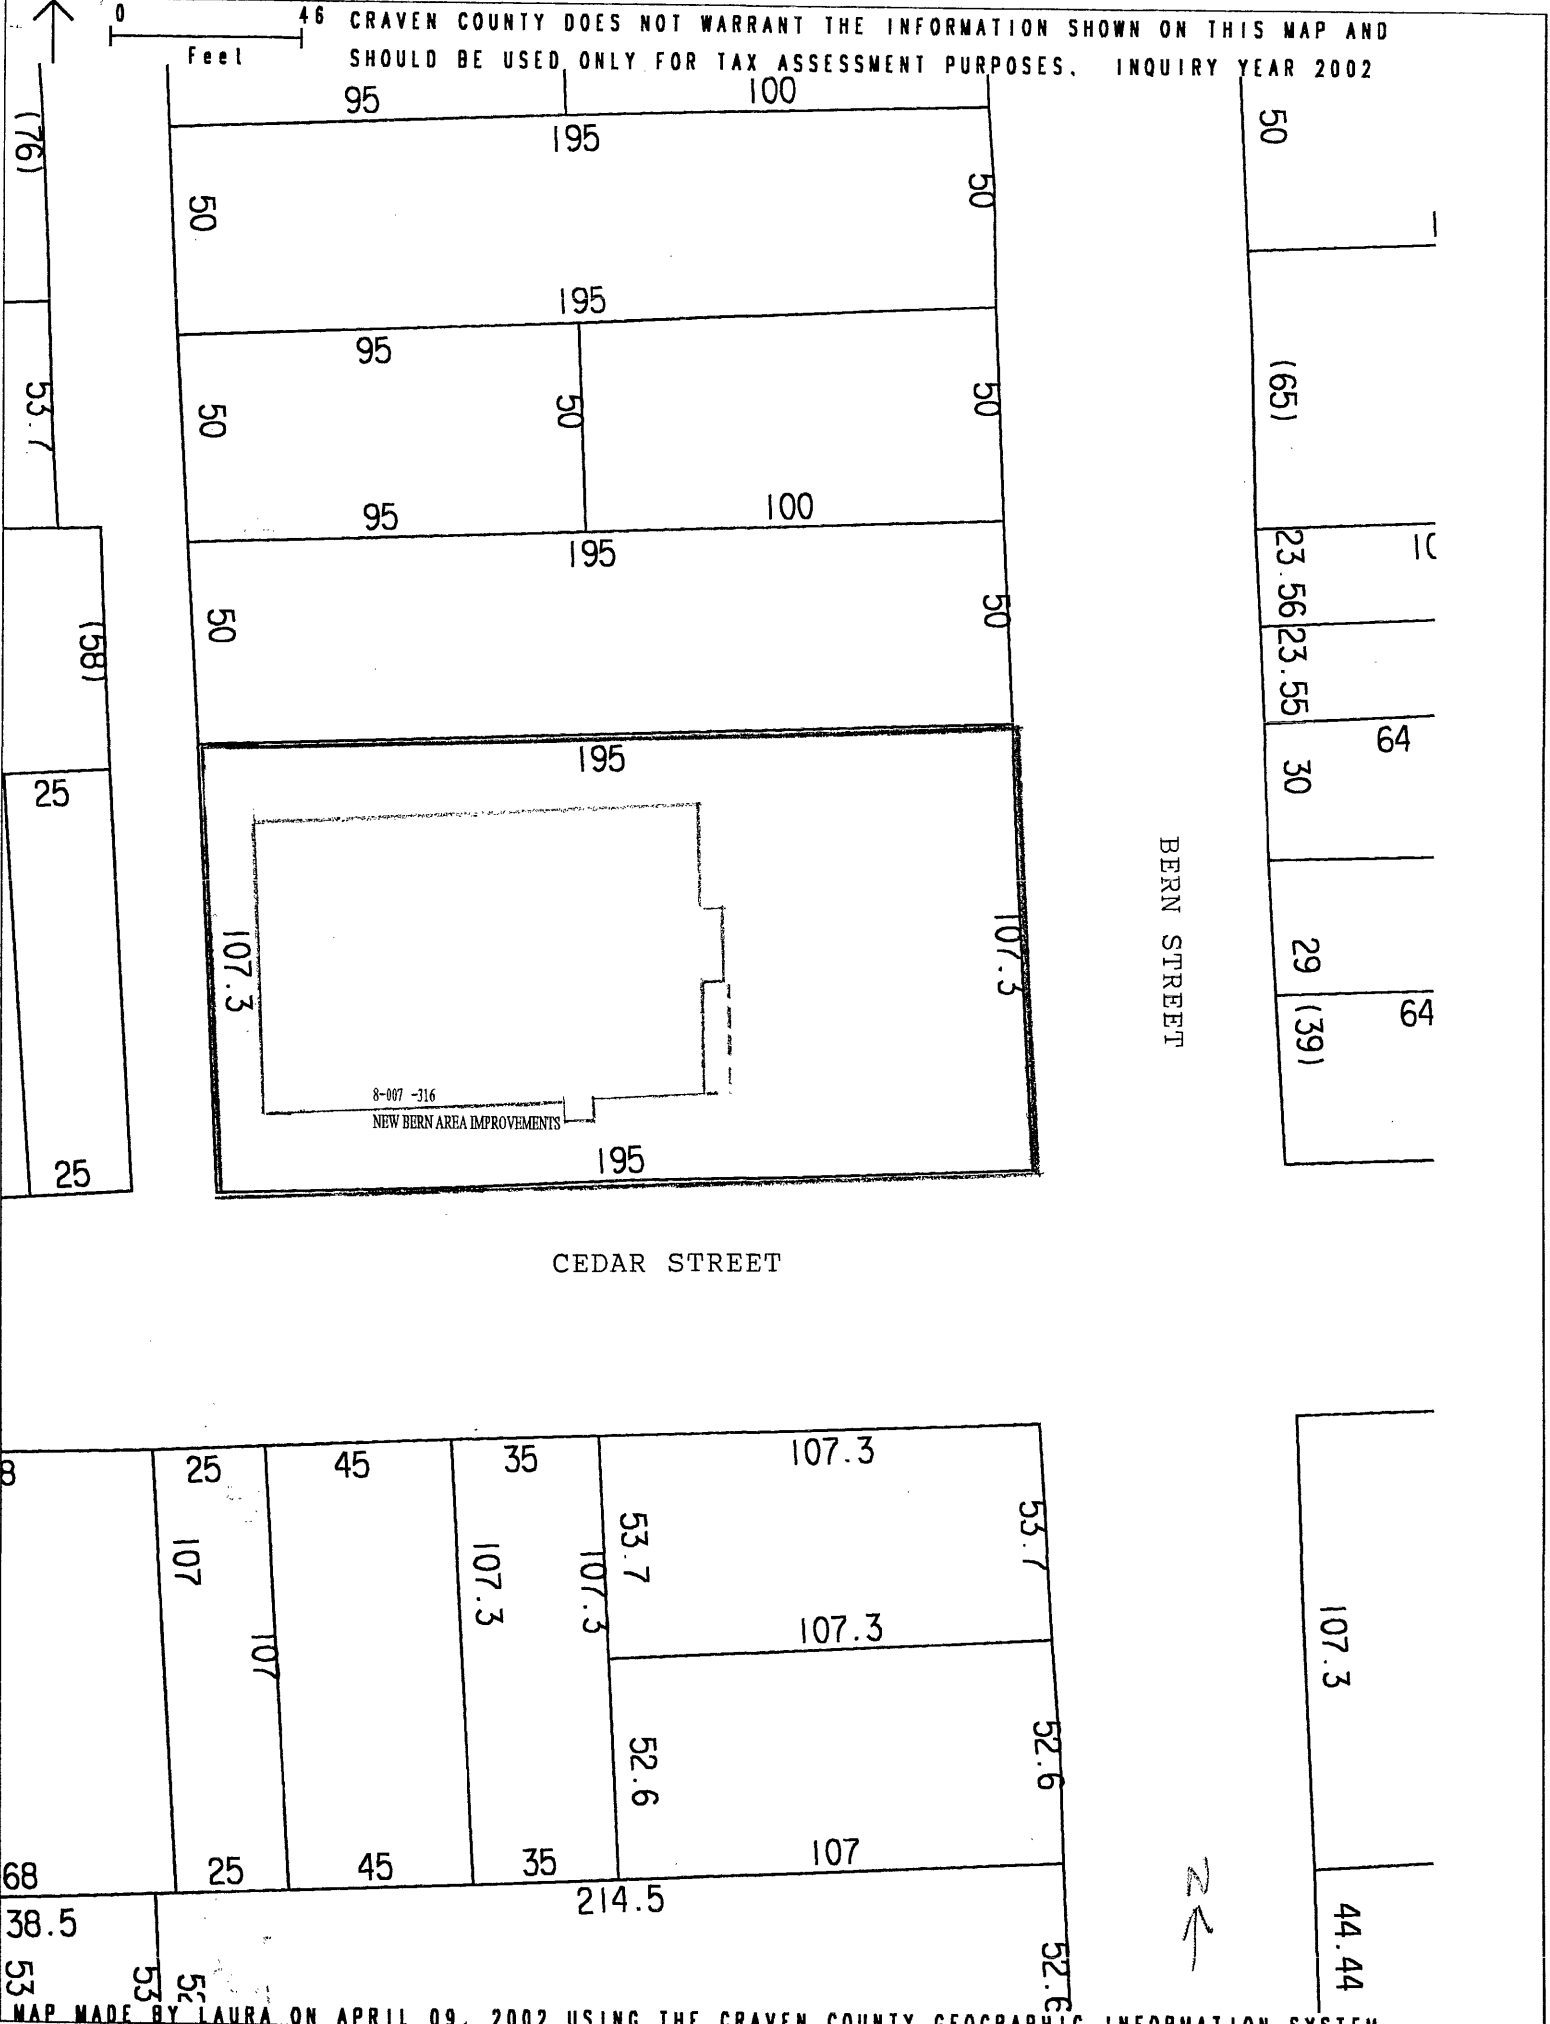 0 46 CRAVEN COUNTY DOES NOT WARRANT THE INFORMATION SHOWN ON THIS MAP AND
Feet SHOULD BE USED ONLY FOR TAX ASSESSMENT PURPOSES. INQUIRY YEAR 2002
95 100
(76) 195 50
50 50
195
95
53.7 50 50 50 (65)
95 100
195 23.56 10
(58) 50 50 23.55
195 64
25 30
BERN STREET
107.3 107.3 29
(39) 64
8-007 -316
NEW BERN AREA IMPROVEMENTS
25 195
CEDAR STREET
8 25 45 35 107.3
107 107.3 107.3 53.7 53.7
107 107.3 107.3
52.6 52.6
68 25 45 35 107 N
38.5 214.5 44.44
53 53 52.6
MAP MADE BY LAURA ON APRIL 09, 2002 USING THE CRAVEN COUNTY GEOGRAPHIC INFORMATION SYSTEM